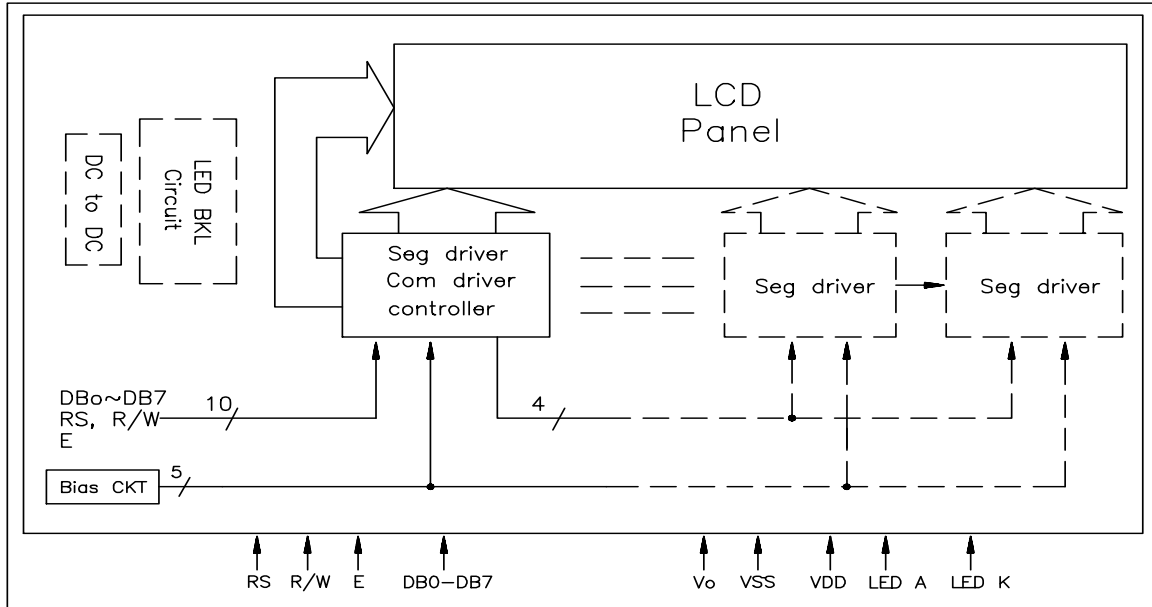 LCD
Panel
DC to DC
LED BKL
Circuit
Seg driver
Com driver
controller
Seg driver
Seg driver
DBo~DB7
RS, R/W
E
10
4
Bias CKT
5
RS
R/W
E
DB0-DB7
Vo
VSS
VDD
LED A
LED K